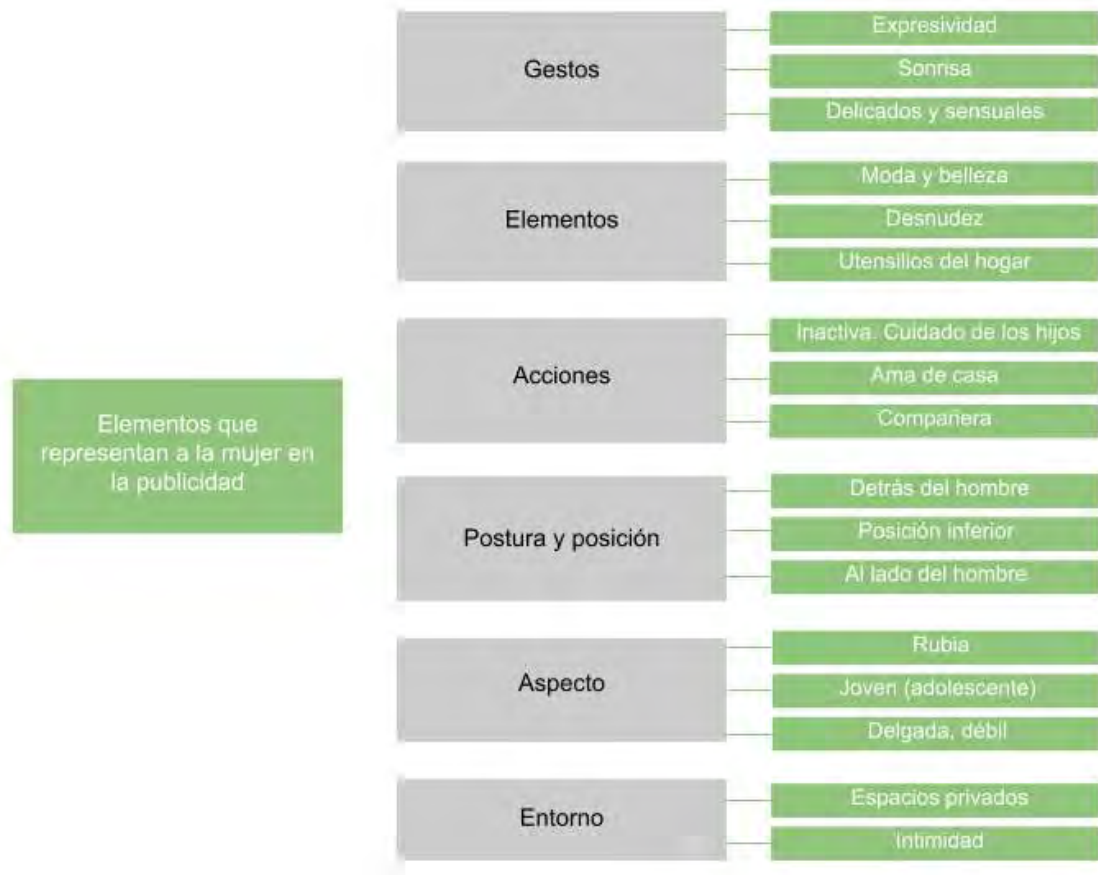 Elementos que
representan a la mujer en
la publicidad
Gestos
Expresividad
Sonrisa
Delicados y sensuales
Elementos
Moda y belleza
Desnudez
Utensilios del hogar
Acciones
Inactiva. Cuidado de los hijos
Ama de casa
Compañera
Postura y posición
Detrás del hombre
Posición inferior
Al lado del hombre
Aspecto
Rubia
Joven (adolescente)
Delgada, débil
Entorno
Espacios privados
Intimidad